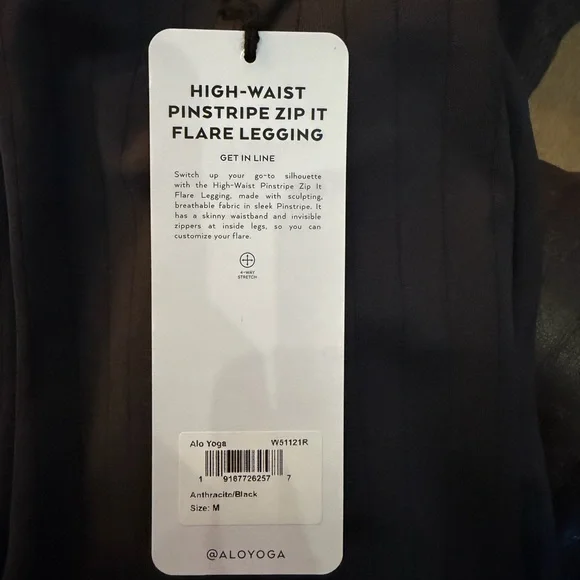 HIGH-WAIST
PINSTRIPE ZIP IT
FLARE LEGGING
GET IN LINE
Switch up your go-to silhouette
with the High-Waist Pinstripe Zip It
Flare Legging, made with sculpting,
breathable fabric in sleek Pinstripe. It
has a skinny waistband and invisible
zippers at inside legs, so you can
customize your flare.
4-WAY
STRETCH
Alo Yoga W51121R
1 9167726257 7
Anthracite/Black
Size: M
@ALOYOGA